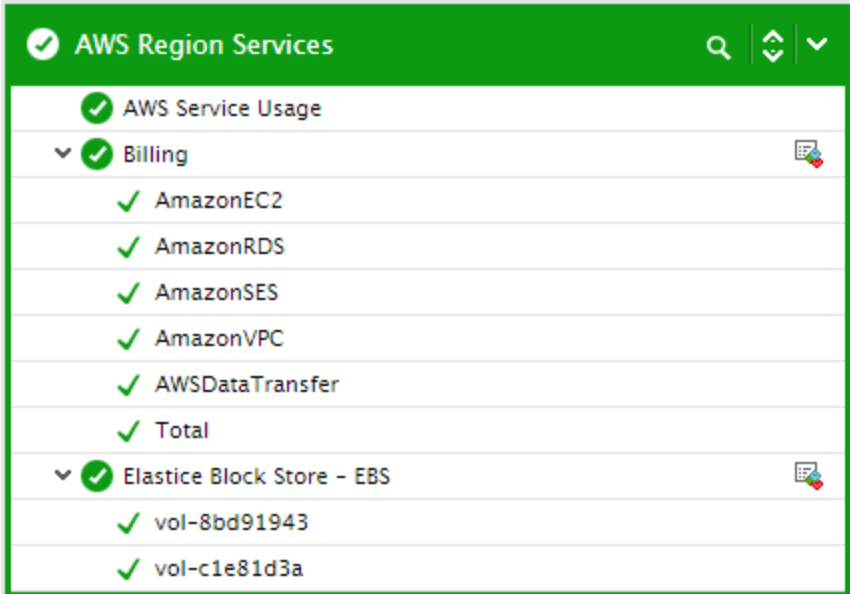 AWS Region Services
AWS Service Usage
Billing
AmazonEC2
AmazonRDS
AmazonSES
AmazonVPC
AWSDataTransfer
Total
Elastice Block Store - EBS
vol-8bd91943
vol-c1e81d3a